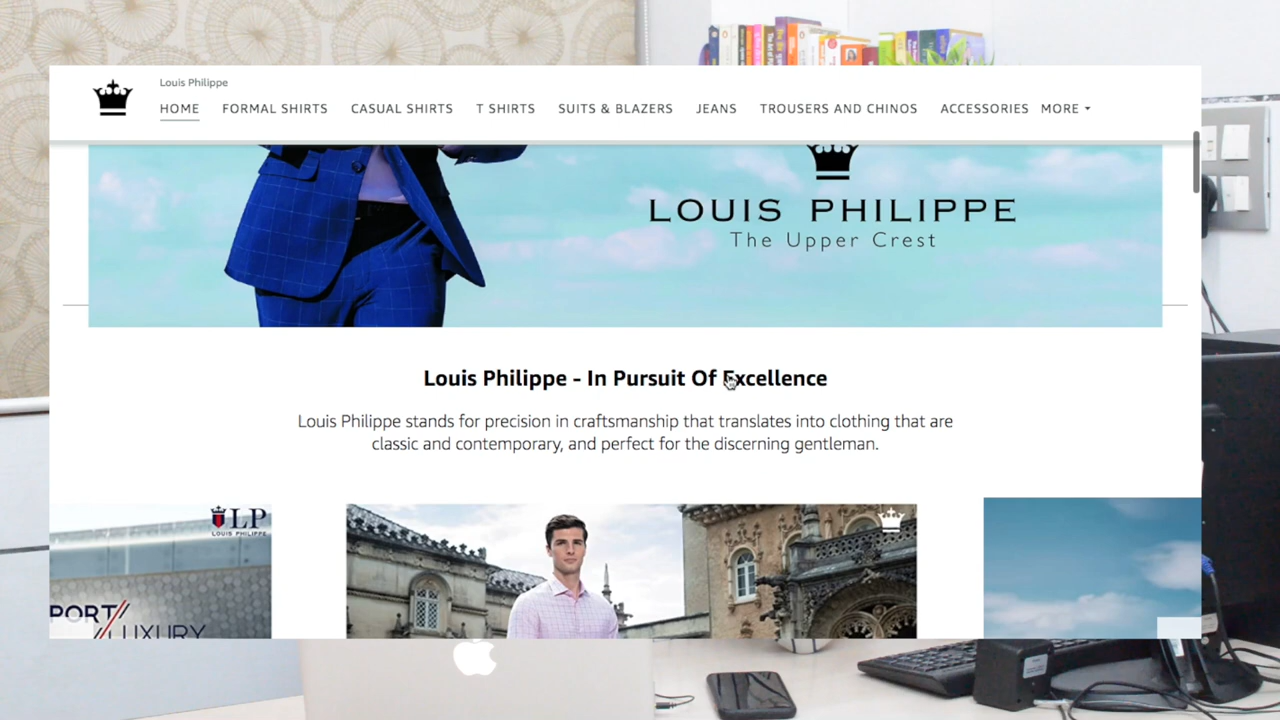 Louis Philippe
HOME FORMAL SHIRTS CASUAL SHIRTS T SHIRTS SUITS & BLAZERS JEANS TROUSERS AND CHINOS ACCESSORIES MORE
LOUIS PHILIPPE
The Upper Crest
Louis Philippe - In Pursuit Of Excellence
Louis Philippe stands for precision in craftsmanship that translates into clothing that are
classic and contemporary, and perfect for the discerning gentleman.
LP
LOUIS PHILIPPE
PORT
LUXURY